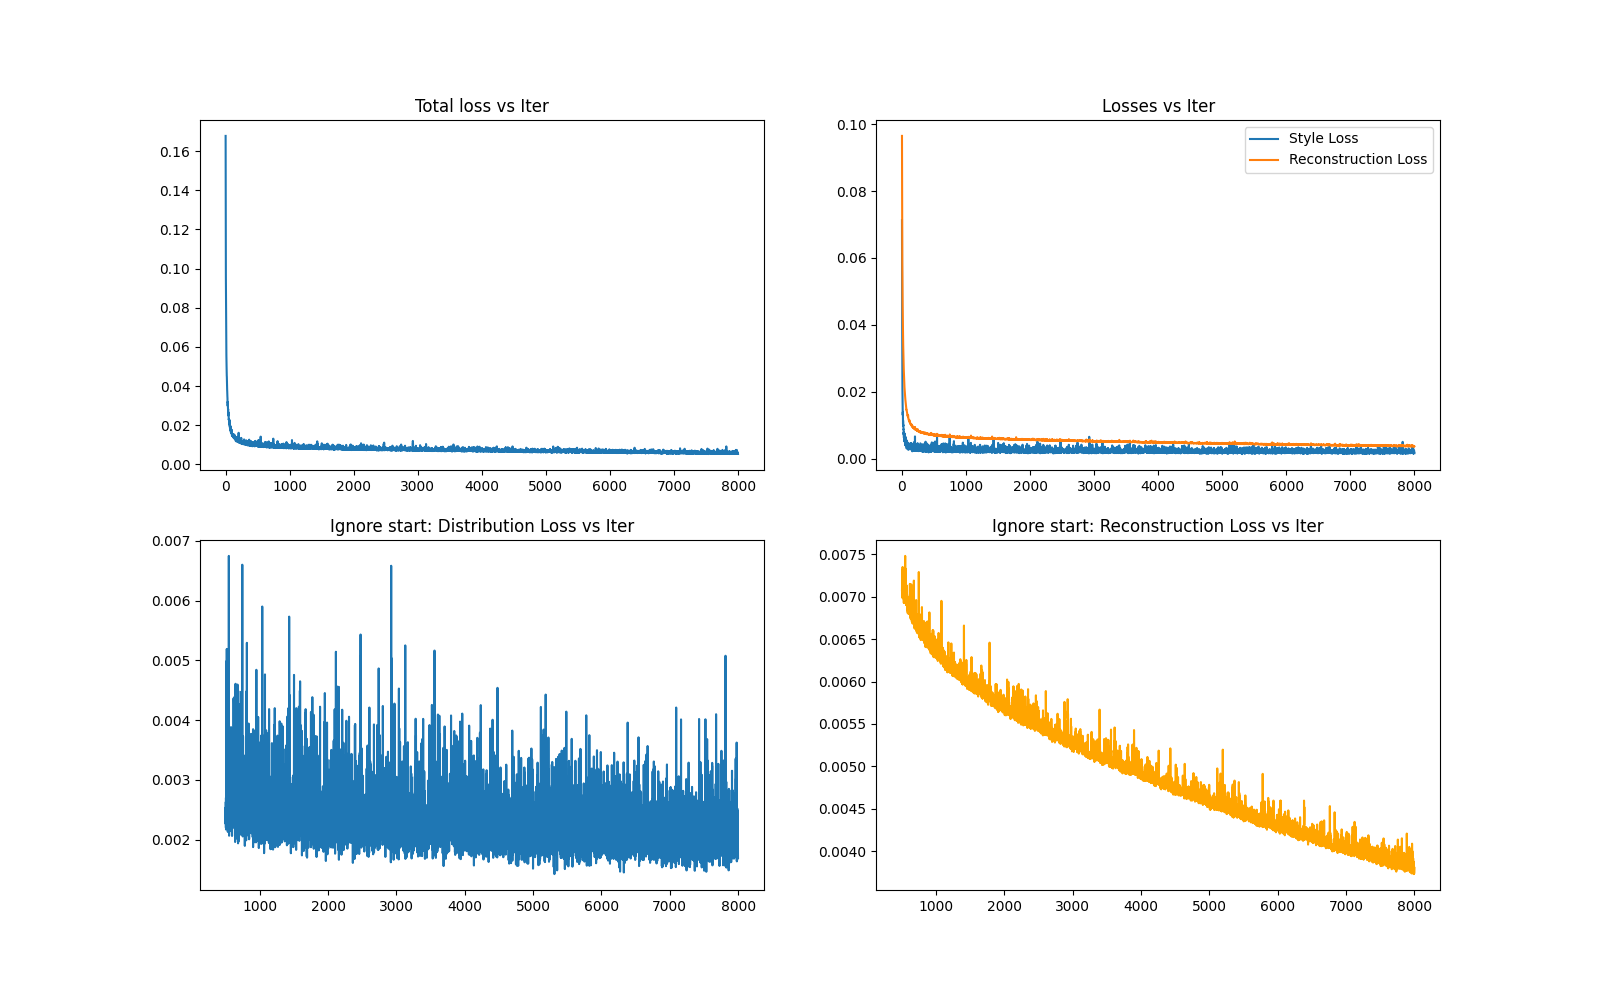 Total loss vs Iter
0.16
0.14
0.12
0.10
0.08
0.06
0.04
0.02
0.00
0 1000 2000 3000 4000 5000 6000 7000 8000
Losses vs Iter
Style Loss
Reconstruction Loss
0.10
0.08
0.06
0.04
0.02
0.00
0 1000 2000 3000 4000 5000 6000 7000 8000
Ignore start: Distribution Loss vs Iter
0.007
0.006
0.005
0.004
0.003
0.002
1000 2000 3000 4000 5000 6000 7000 8000
Ignore start: Reconstruction Loss vs Iter
0.0075
0.0070
0.0065
0.0060
0.0055
0.0050
0.0045
0.0040
1000 2000 3000 4000 5000 6000 7000 8000